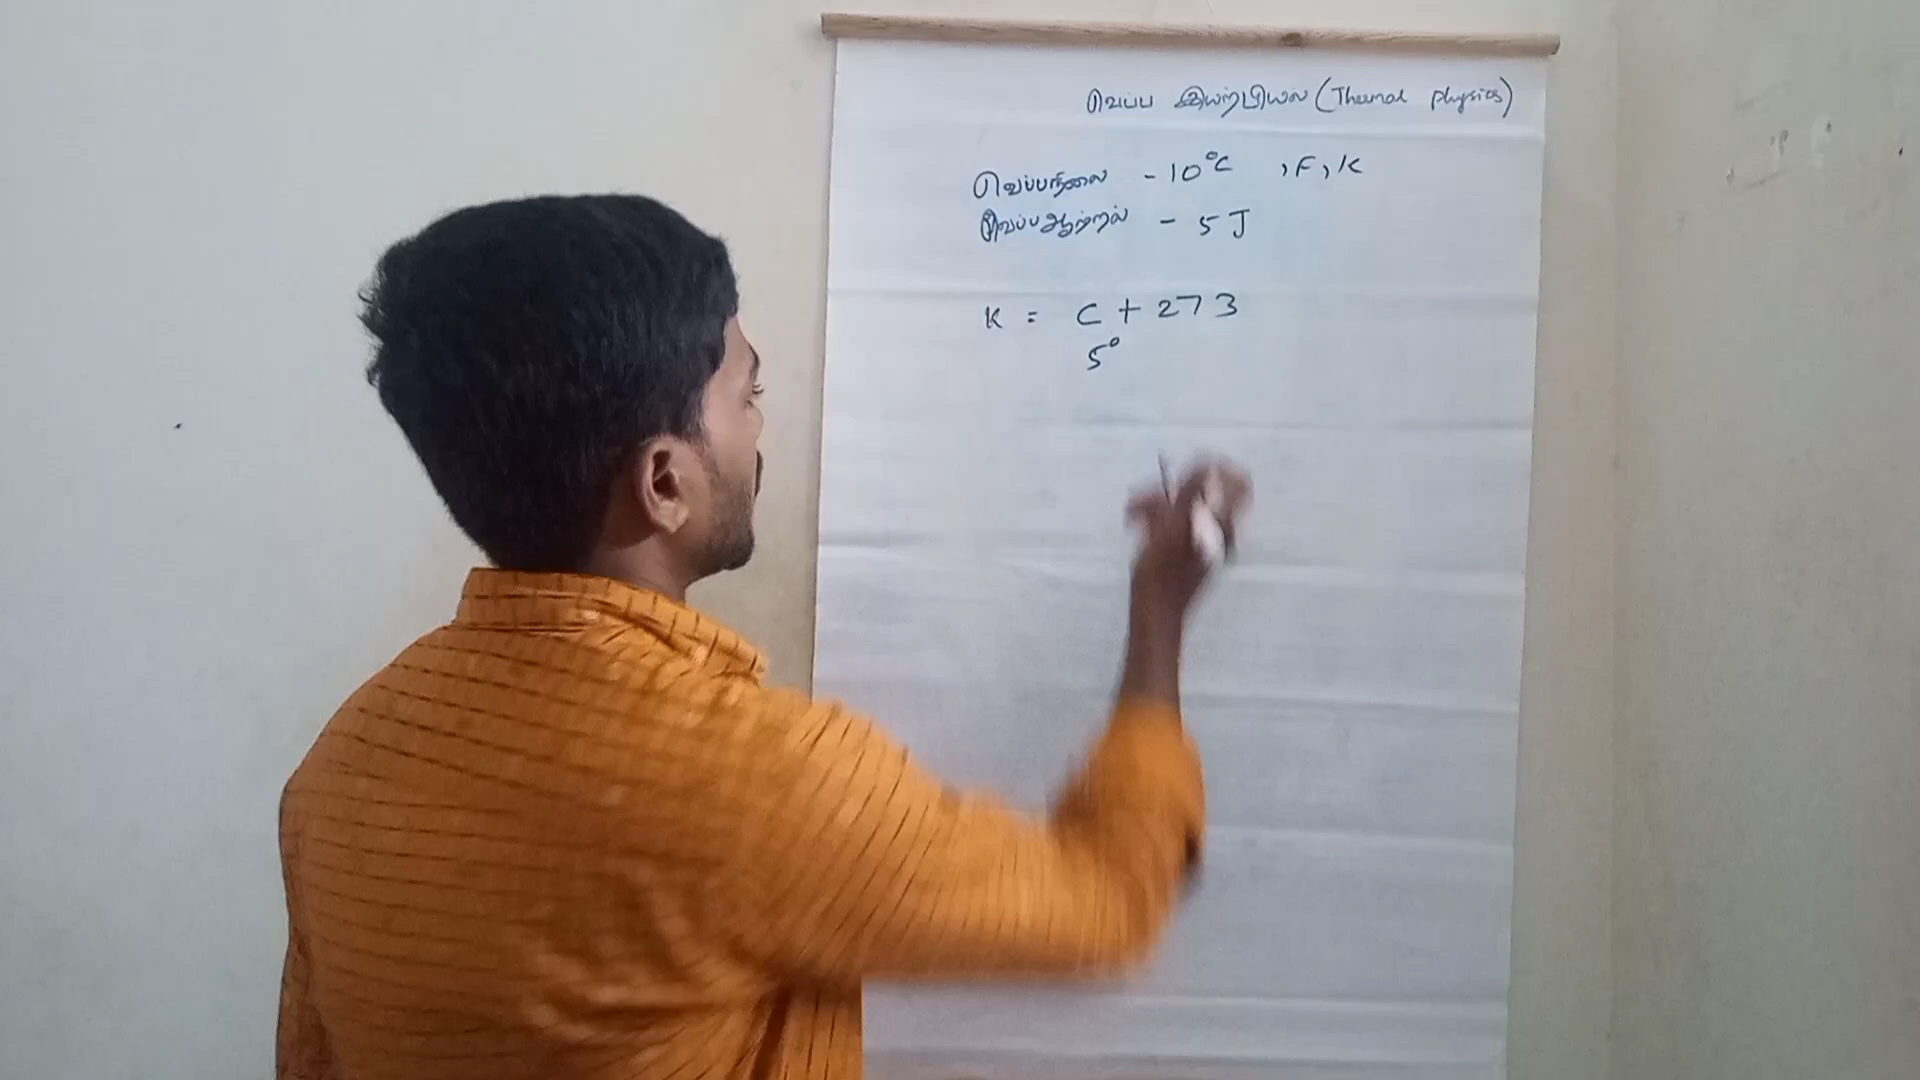 வெப்ப இயற்பியல் (Thermal physics)
வெப்பநிலை - 10°C , F, K
வெப்பஆற்றல் - 5 J
K = C + 273
5°